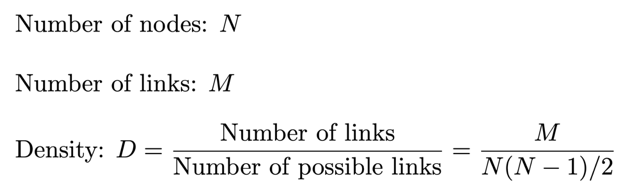 Number of nodes: N
Number of links: M
Density: D = Number of links / Number of possible links = M / N(N − 1)/2